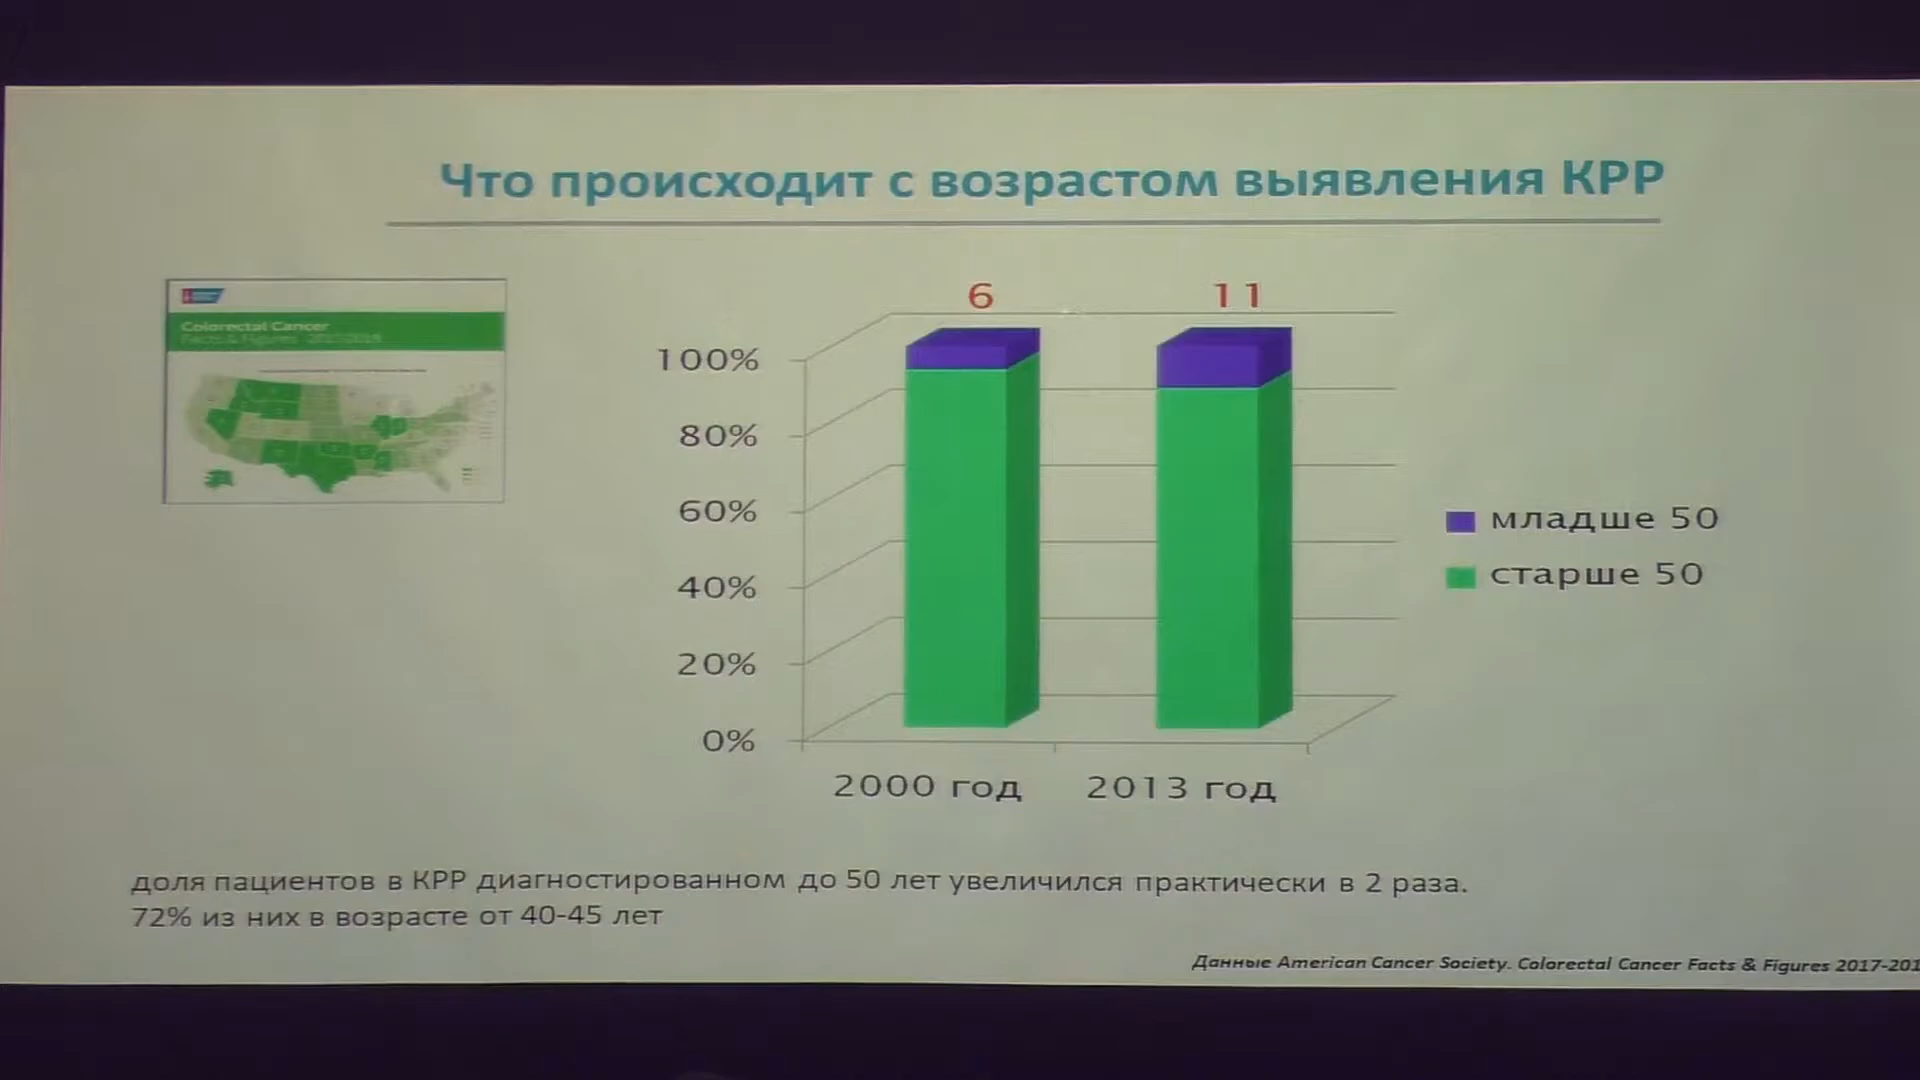 Что происходит с возрастом выявления КРР
Colorectal Cancer
Facts & Figures
6
11
100%
80%
60%
40%
20%
0%
2000 год
2013 год
младше 50
старше 50
доля пациентов в КРР диагностированном до 50 лет увеличился практически в 2 раза.
72% из них в возрасте от 40-45 лет
Данные American Cancer Society. Colorectal Cancer Facts & Figures 2017-201